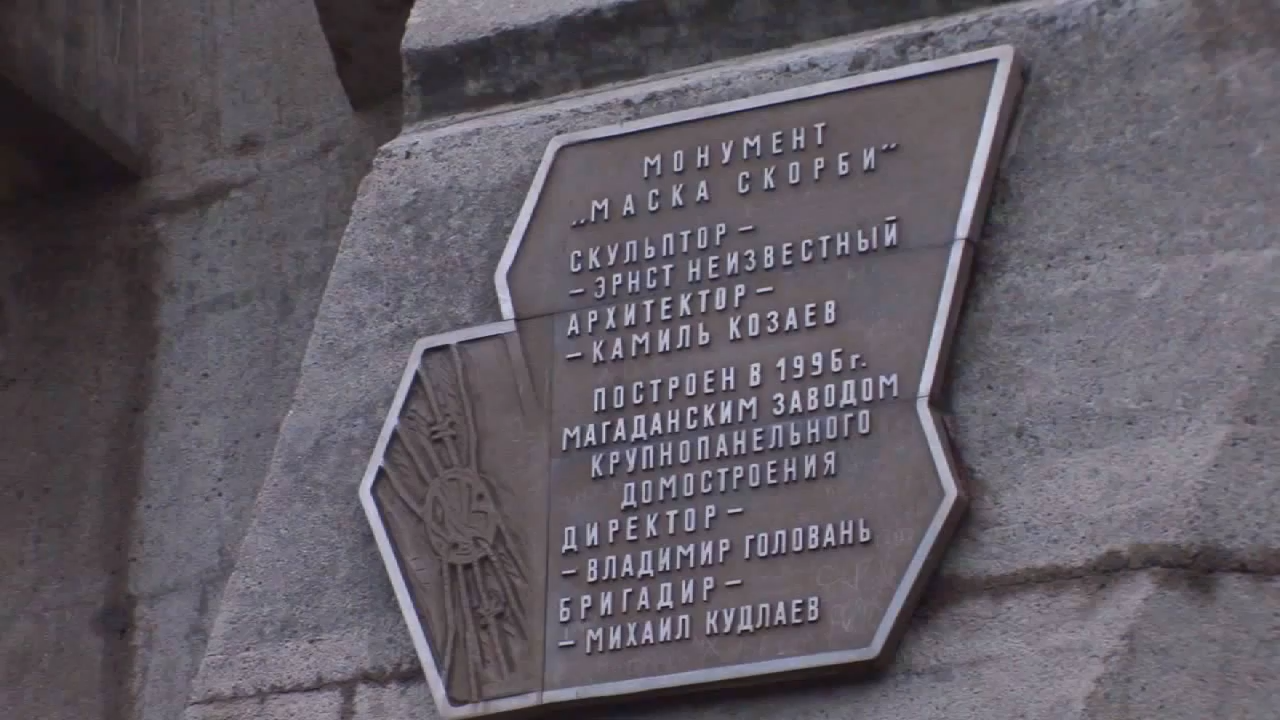 МОНУМЕНТ
„МАСКА СКОРБИ“
СКУЛЬПТОР –
– ЭРНСТ НЕИЗВЕСТНЫЙ
АРХИТЕКТОР –
– КАМИЛЬ КОЗАЕВ
ПОСТРОЕН В 1996 г.
МАГАДАНСКИМ ЗАВОДОМ
КРУПНОПАНЕЛЬНОГО
ДОМОСТРОЕНИЯ
ДИРЕКТОР –
– ВЛАДИМИР ГОЛОВАНЬ
БРИГАДИР –
– МИХАИЛ КУДЛАЕВ